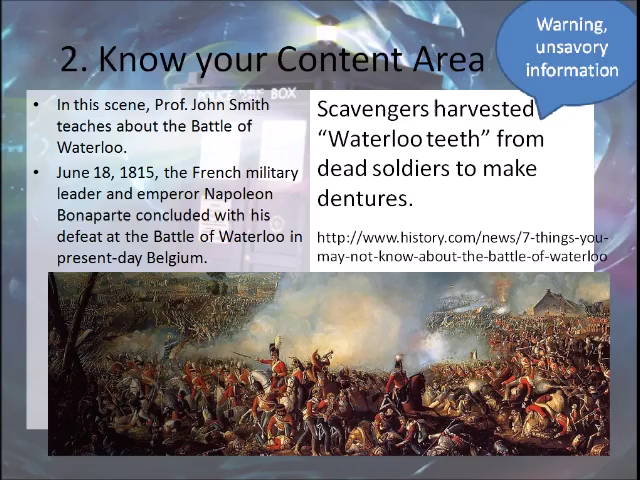 Warning,
unsavory
information
2. Know your Content Area
POLICE BOX
• In this scene, Prof. John Smith
teaches about the Battle of
Waterloo.
• June 18, 1815, the French military
leader and emperor Napoleon
Bonaparte concluded with his
defeat at the Battle of Waterloo in
present-day Belgium.
Scavengers harvested
“Waterloo teeth” from
dead soldiers to make
dentures.
http://www.history.com/news/7-things-you-
may-not-know-about-the-battle-of-waterloo